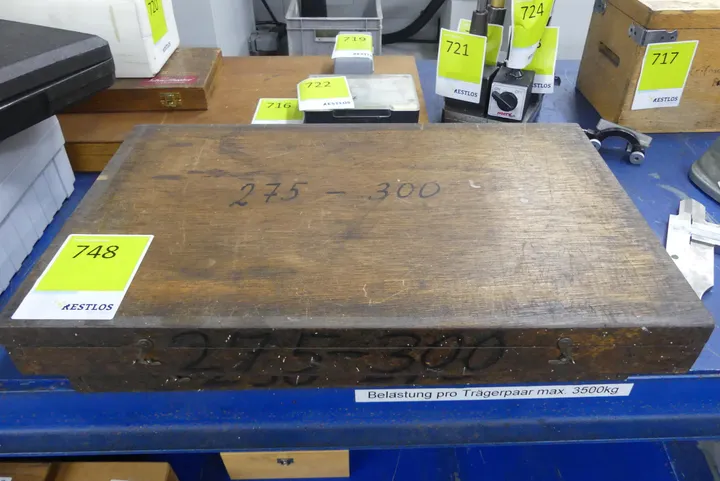 720
719
721
724
717
722
716
RESTLOS
RESTLOS
RESTLOS
RESTLOS
275 - 300
748
RESTLOS
275-300
Belastung pro Trägerpaar max. 3500kg